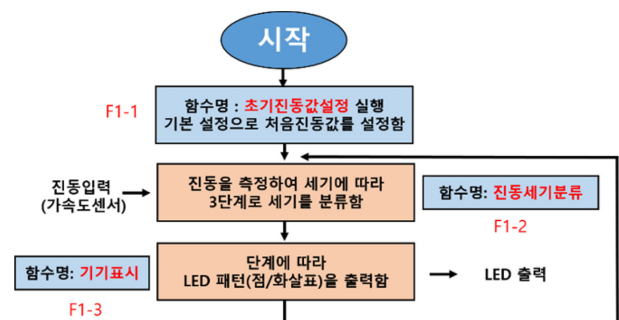 시작
F1-1
함수명 : 초기진동값설정 실행
기본 설정으로 처음진동값를 설정함
진동입력
(가속도센서)
진동을 측정하여 세기에 따라
3단계로 세기를 분류함
함수명: 진동세기분류
F1-2
함수명: 기기표시
F1-3
단계에 따라
LED 패턴(점/화살표)을 출력함
LED 출력